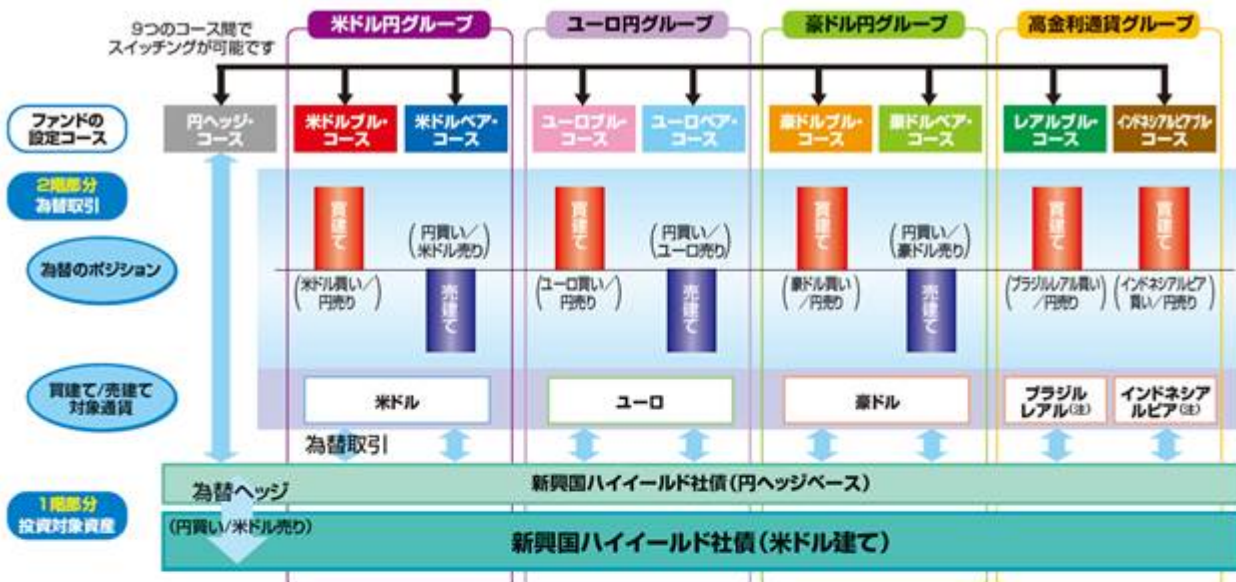 9つのコース間で
スイッチングが可能です
米ドル円グループ
ユーロ円グループ
豪ドル円グループ
高金利通貨グループ
ファンドの
設定コース
円ヘッジ・
コース
米ドルブル・
コース
米ドルベア・
コース
ユーロブル・
コース
ユーロベア・
コース
豪ドルブル・
コース
豪ドルベア・
コース
レアルブル・
コース
インドネシアルピアブル・
コース
2階部分
為替取引
為替のポジション
買建て
(米ドル買い/
円売り)
(円買い/
米ドル売り)
売建て
買建て
(ユーロ買い/
円売り)
(円買い/
ユーロ売り)
売建て
買建て
(豪ドル買い
/円売り)
(円買い/
豪ドル売り)
売建て
買建て
(ブラジルレアル買い
/円売り)
買建て
(インドネシアルピア
買い/円売り)
買建て/売建て
対象通貨
米ドル
ユーロ
豪ドル
ブラジル
レアル(注)
インドネシア
ルピア(注)
為替取引
1階部分
投資対象資産
為替ヘッジ
(円買い/米ドル売り)
新興国ハイイールド社債(円ヘッジベース)
新興国ハイイールド社債(米ドル建て)